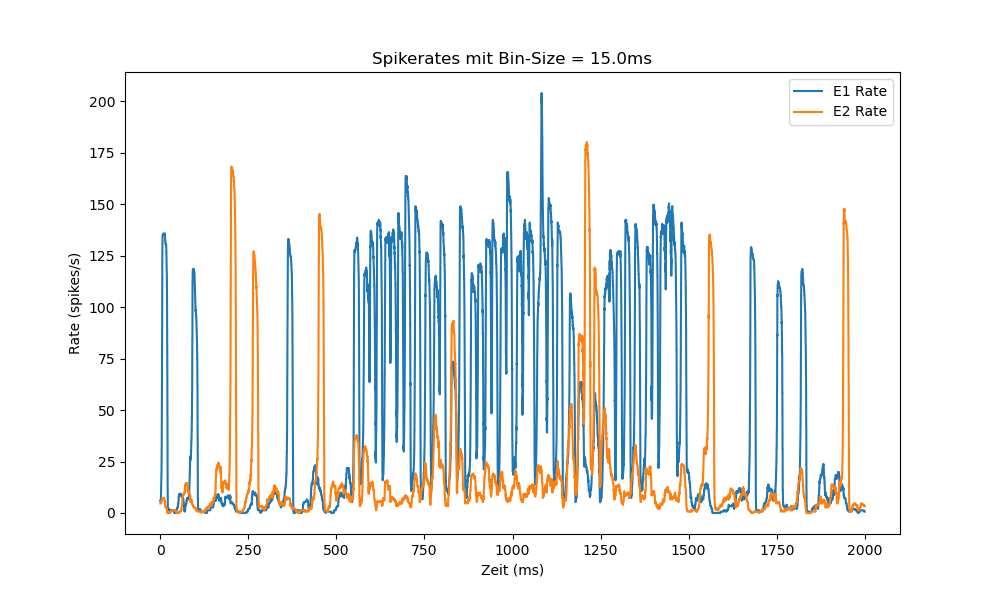 Spikerates mit Bin-Size = 15.0ms
E1 Rate
E2 Rate
Rate (spikes/s)
200
175
150
125
100
75
50
25
0
0 250 500 750 1000 1250 1500 1750 2000
Zeit (ms)